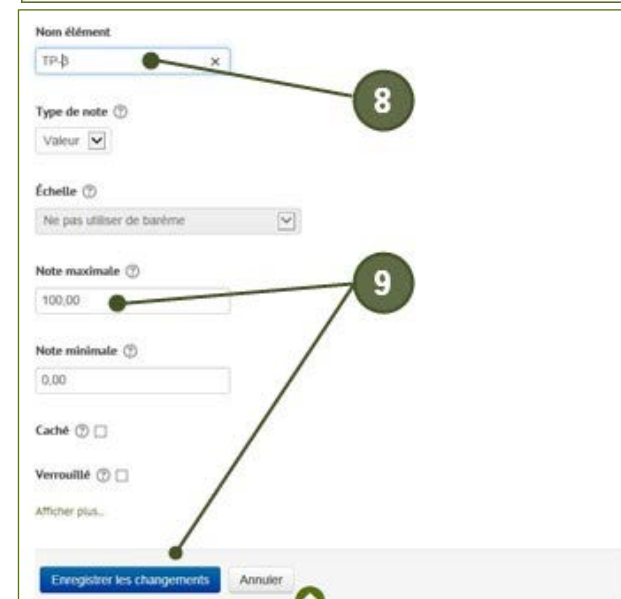 Nom élément
TP-3
×
8
Type de note ?
Valeur
Échelle ?
Ne pas utiliser de barème
Note maximale ?
9
100,00
Note minimale ?
0,00
Caché ?
Verrouillé ?
Afficher plus...
Enregistrer les changements Annuler